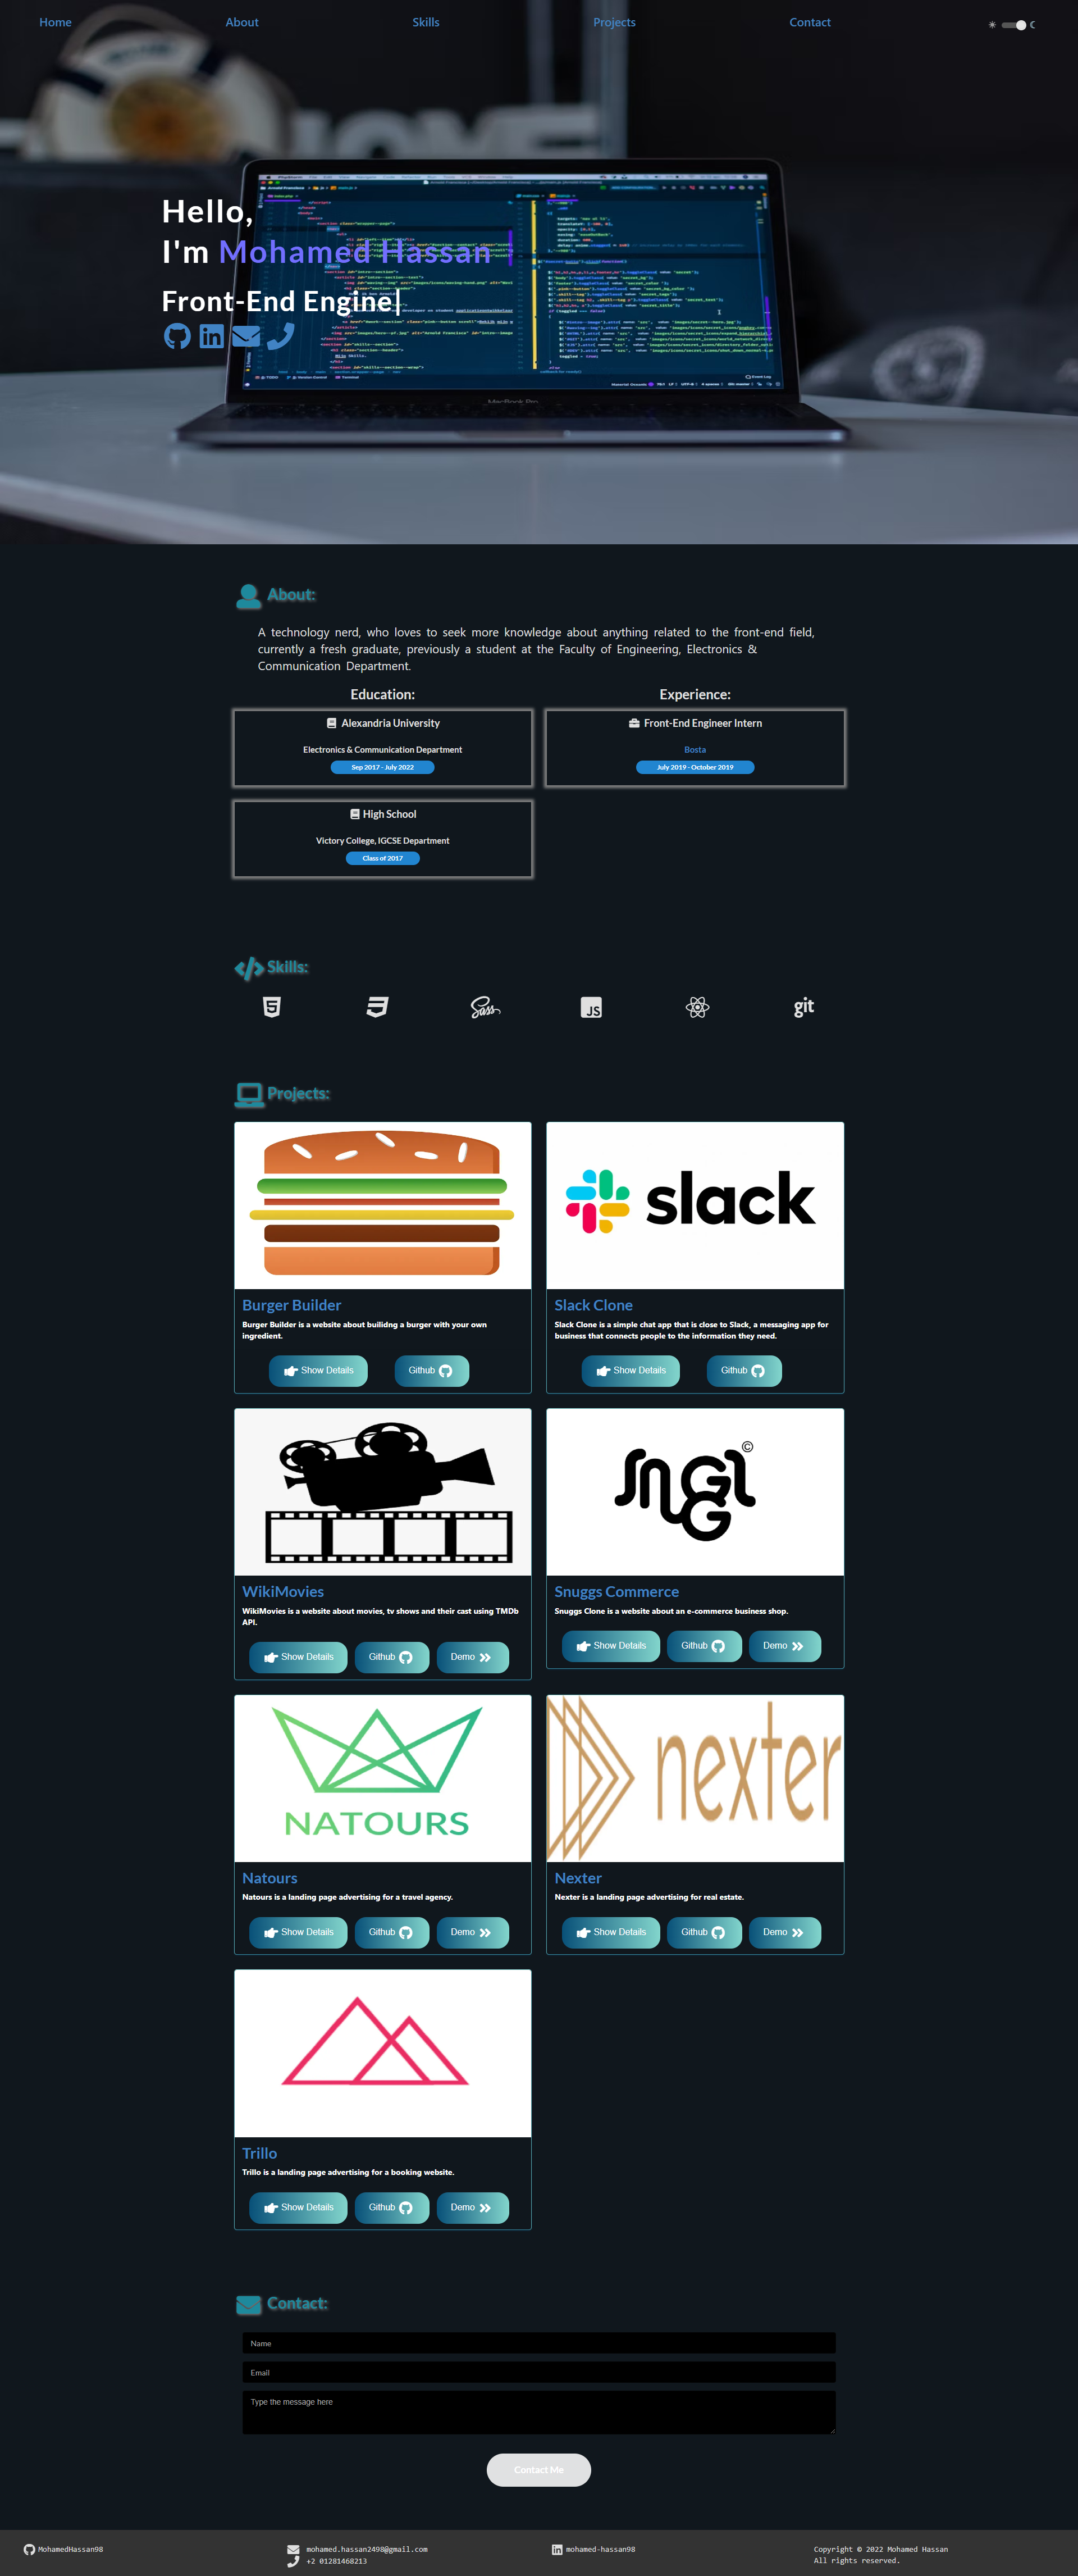 Home
About
Skills
Projects
Contact
Hello,
I'm Mohamed Hassan
Front-End Engine|
MacBook Pro
About:
A technology nerd, who loves to seek more knowledge about anything related to the front-end field,
currently a fresh graduate, previously a student at the Faculty of Engineering, Electronics &
Communication Department.
Education:
Experience:
Alexandria University
Electronics & Communication Department
Sep 2017 - July 2022
Front-End Engineer Intern
Bosta
July 2019 - October 2019
High School
Victory College, IGCSE Department
Class of 2017
Skills:
5
Sass
JS
git
Projects:
slack
Burger Builder
Burger Builder is a website about builidng a burger with your own
ingredient.
Show Details
Github
Slack Clone
Slack Clone is a simple chat app that is close to Slack, a messaging app for
business that connects people to the information they need.
Show Details
Github
©
WikiMovies
WikiMovies is a website about movies, tv shows and their cast using TMDb
API.
Show Details
Github
Demo
Snuggs Commerce
Snuggs Clone is a website about an e-commerce business shop.
Show Details
Github
Demo
NATOURS
nexter
Natours
Natours is a landing page advertising for a travel agency.
Show Details
Github
Demo
Nexter
Nexter is a landing page advertising for real estate.
Show Details
Github
Demo
Trillo
Trillo is a landing page advertising for a booking website.
Show Details
Github
Demo
Contact:
Name
Email
Type the message here
Contact Me
MohamedHassan98
mohamed.hassan2498@gmail.com
+2 01281468213
mohamed-hassan98
Copyright © 2022 Mohamed Hassan
All rights reserved.